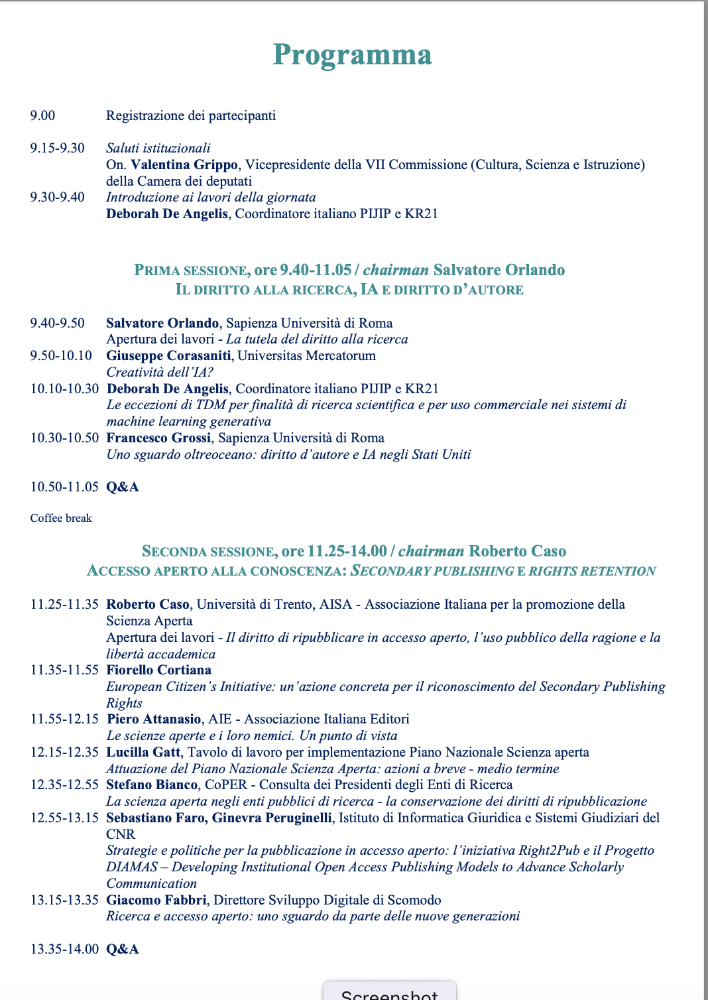 Programma
9.00 Registrazione dei partecipanti
9.15-9.30 Saluti istituzionali
On. Valentina Grippo, Vicepresidente della VII Commissione (Cultura, Scienza e Istruzione)
della Camera dei deputati
9.30-9.40 Introduzione ai lavori della giornata
Deborah De Angelis, Coordinatore italiano PIJIP e KR21
PRIMA SESSIONE, ore 9.40-11.05 / chairman Salvatore Orlando
IL DIRITTO ALLA RICERCA, IA E DIRITTO D’AUTORE
9.40-9.50 Salvatore Orlando, Sapienza Università di Roma
Apertura dei lavori - La tutela del diritto alla ricerca
9.50-10.10 Giuseppe Corasaniti, Universitas Mercatorum
Creatività dell’IA?
10.10-10.30 Deborah De Angelis, Coordinatore italiano PIJIP e KR21
Le eccezioni di TDM per finalità di ricerca scientifica e per uso commerciale nei sistemi di
machine learning generativa
10.30-10.50 Francesco Grossi, Sapienza Università di Roma
Uno sguardo oltreoceano: diritto d’autore e IA negli Stati Uniti
10.50-11.05 Q&A
Coffee break
SECONDA SESSIONE, ore 11.25-14.00 / chairman Roberto Caso
ACCESSO APERTO ALLA CONOSCENZA: SECONDARY PUBLISHING E RIGHTS RETENTION
11.25-11.35 Roberto Caso, Università di Trento, AISA - Associazione Italiana per la promozione della
Scienza Aperta
Apertura dei lavori - Il diritto di ripubblicare in accesso aperto, l’uso pubblico della ragione e la
libertà accademica
11.35-11.55 Fiorello Cortiana
European Citizen’s Initiative: un’azione concreta per il riconoscimento del Secondary Publishing
Rights
11.55-12.15 Piero Attanasio, AIE - Associazione Italiana Editori
Le scienze aperte e i loro nemici. Un punto di vista
12.15-12.35 Lucilla Gatt, Tavolo di lavoro per implementazione Piano Nazionale Scienza aperta
Attuazione del Piano Nazionale Scienza Aperta: azioni a breve - medio termine
12.35-12.55 Stefano Bianco, CoPER - Consulta dei Presidenti degli Enti di Ricerca
La scienza aperta negli enti pubblici di ricerca - la conservazione dei diritti di ripubblicazione
12.55-13.15 Sebastiano Faro, Ginevra Peruginelli, Istituto di Informatica Giuridica e Sistemi Giudiziari del
CNR
Strategie e politiche per la pubblicazione in accesso aperto: l’iniziativa Right2Pub e il Progetto
DIAMAS – Developing Institutional Open Access Publishing Models to Advance Scholarly
Communication
13.15-13.35 Giacomo Fabbri, Direttore Sviluppo Digitale di Scomodo
Ricerca e accesso aperto: uno sguardo da parte delle nuove generazioni
13.35-14.00 Q&A
Screenshot